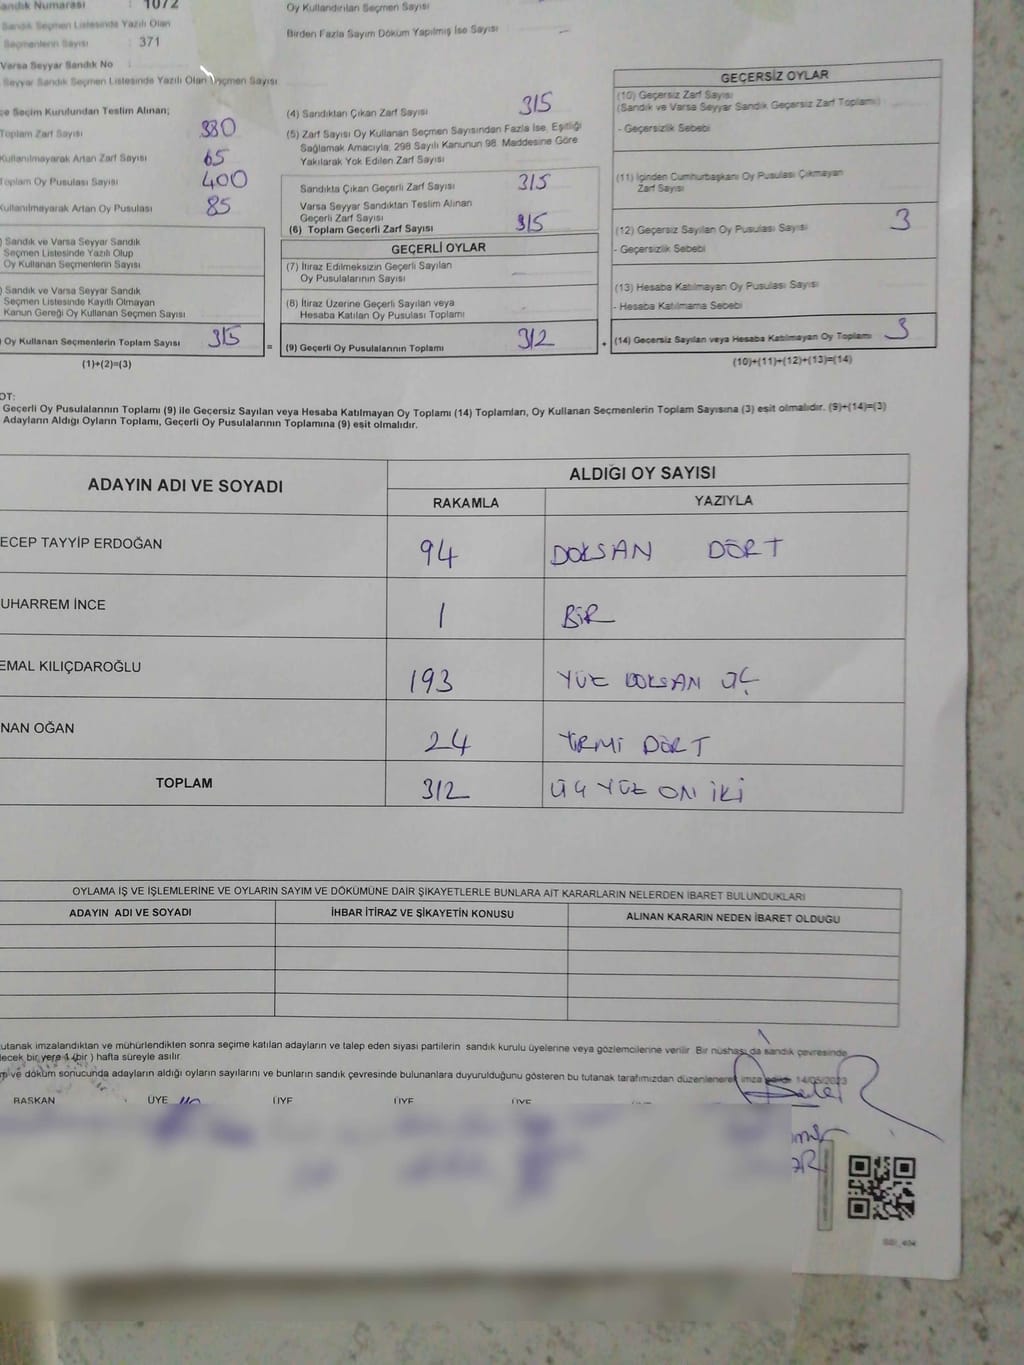 andık Numarası : 1072
Sandık Seçmen Listesinde Yazılı Olan
Seçmenlerin Sayısı : 371
Varsa Seyyar Sandık No :
Seyyar Sandık Seçmen Listesinde Yazılı Olan Seçmen Sayısı
Oy Kullandırılan Seçmen Sayısı
Birden Fazla Sayım Döküm Yapılmış İse Sayısı
çe Seçim Kurulundan Teslim Alınan;
Toplam Zarf Sayısı 380
Kullanılmayarak Artan Zarf Sayısı 65
Toplam Oy Pusulası Sayısı 400
Kullanılmayarak Artan Oy Pusulası 85
) Sandık ve Varsa Seyyar Sandık
Seçmen Listesinde Yazılı Olup
Oy Kullanan Seçmenlerin Sayısı
) Sandık ve Varsa Seyyar Sandık
Seçmen Listesinde Kayıtlı Olmayan
Kanun Gereği Oy Kullanan Seçmen Sayısı
) Oy Kullanan Seçmenlerin Toplam Sayısı 315
(1)+(2)=(3)
=
(4) Sandıktan Çıkan Zarf Sayısı 315
(5) Zarf Sayısı Oy Kullanan Seçmen Sayısından Fazla İse, Eşitliği
Sağlamak Amacıyla, 298 Sayılı Kanunun 98. Maddesine Göre
Yakılarak Yok Edilen Zarf Sayısı
Sandıkta Çıkan Geçerli Zarf Sayısı 315
Varsa Seyyar Sandıktan Teslim Alınan
Geçerli Zarf Sayısı
(6) Toplam Geçerli Zarf Sayısı 315
GEÇERLİ OYLAR
(7) İtiraz Edilmeksizin Geçerli Sayılan
Oy Pusulalarının Sayısı
(8) İtiraz Üzerine Geçerli Sayılan veya
Hesaba Katılan Oy Pusulası Toplamı
(9) Geçerli Oy Pusulalarının Toplamı 312
+
GEÇERSİZ OYLAR
(10) Geçersiz Zarf Sayısı
(Sandık ve Varsa Seyyar Sandık Geçersiz Zarf Toplamı)
- Geçersizlik Sebebi
(11) İçinden Cumhurbaşkanı Oy Pusulası Çıkmayan
Zarf Sayısı
(12) Geçersiz Sayılan Oy Pusulası Sayısı 3
- Geçersizlik Sebebi
(13) Hesaba Katılmayan Oy Pusulası Sayısı
- Hesaba Katılmama Sebebi
(14) Geçersiz Sayılan veya Hesaba Katılmayan Oy Toplamı 3
(10)+(11)+(12)+(13)=(14)
OT:
Geçerli Oy Pusulalarının Toplamı (9) ile Geçersiz Sayılan veya Hesaba Katılmayan Oy Toplamı (14) Toplamları, Oy Kullanan Seçmenlerin Toplam Sayısına (3) eşit olmalıdır. (9)+(14)=(3)
Adayların Aldığı Oyların Toplamı, Geçerli Oy Pusulalarının Toplamına (9) eşit olmalıdır.
ADAYIN ADI VE SOYADI ALDIĞI OY SAYISI
RAKAMLA YAZIYLA
ECEP TAYYİP ERDOĞAN 94 DOKSAN DÖRT
UHARREM İNCE 1 BİR
EMAL KILIÇDAROĞLU 193 YÜZ DOKSAN ÜÇ
NAN OĞAN 24 YİRMİ DÖRT
TOPLAM 312 ÜÇ YÜZ ON İKİ
OYLAMA İŞ VE İŞLEMLERİNE VE OYLARIN SAYIM VE DÖKÜMÜNE DAİR ŞİKAYETLERLE BUNLARA AİT KARARLARIN NELERDEN İBARET BULUNDUKLARI
ADAYIN ADI VE SOYADI İHBAR İTİRAZ VE ŞİKAYETİN KONUSU ALINAN KARARIN NEDEN İBARET OLDUĞU
utanak imzalandıktan ve mühürlendikten sonra seçime katılan adayların ve talep eden siyasi partilerin sandık kurulu üyelerine veya gözlemcilerine verilir. Bir nüshası da sandık çevresinde
lecek bir yere 1 (bir ) hafta süreyle asılır.
m ve döküm sonucunda adayların aldığı oyların sayılarını ve bunların sandık çevresinde bulunanlara duyurulduğunu gösteren bu tutanak tarafımızdan düzenlenerek imza edildi. 14/05/2023
BAŞKAN ÜYE ÜYE ÜYE ÜYE